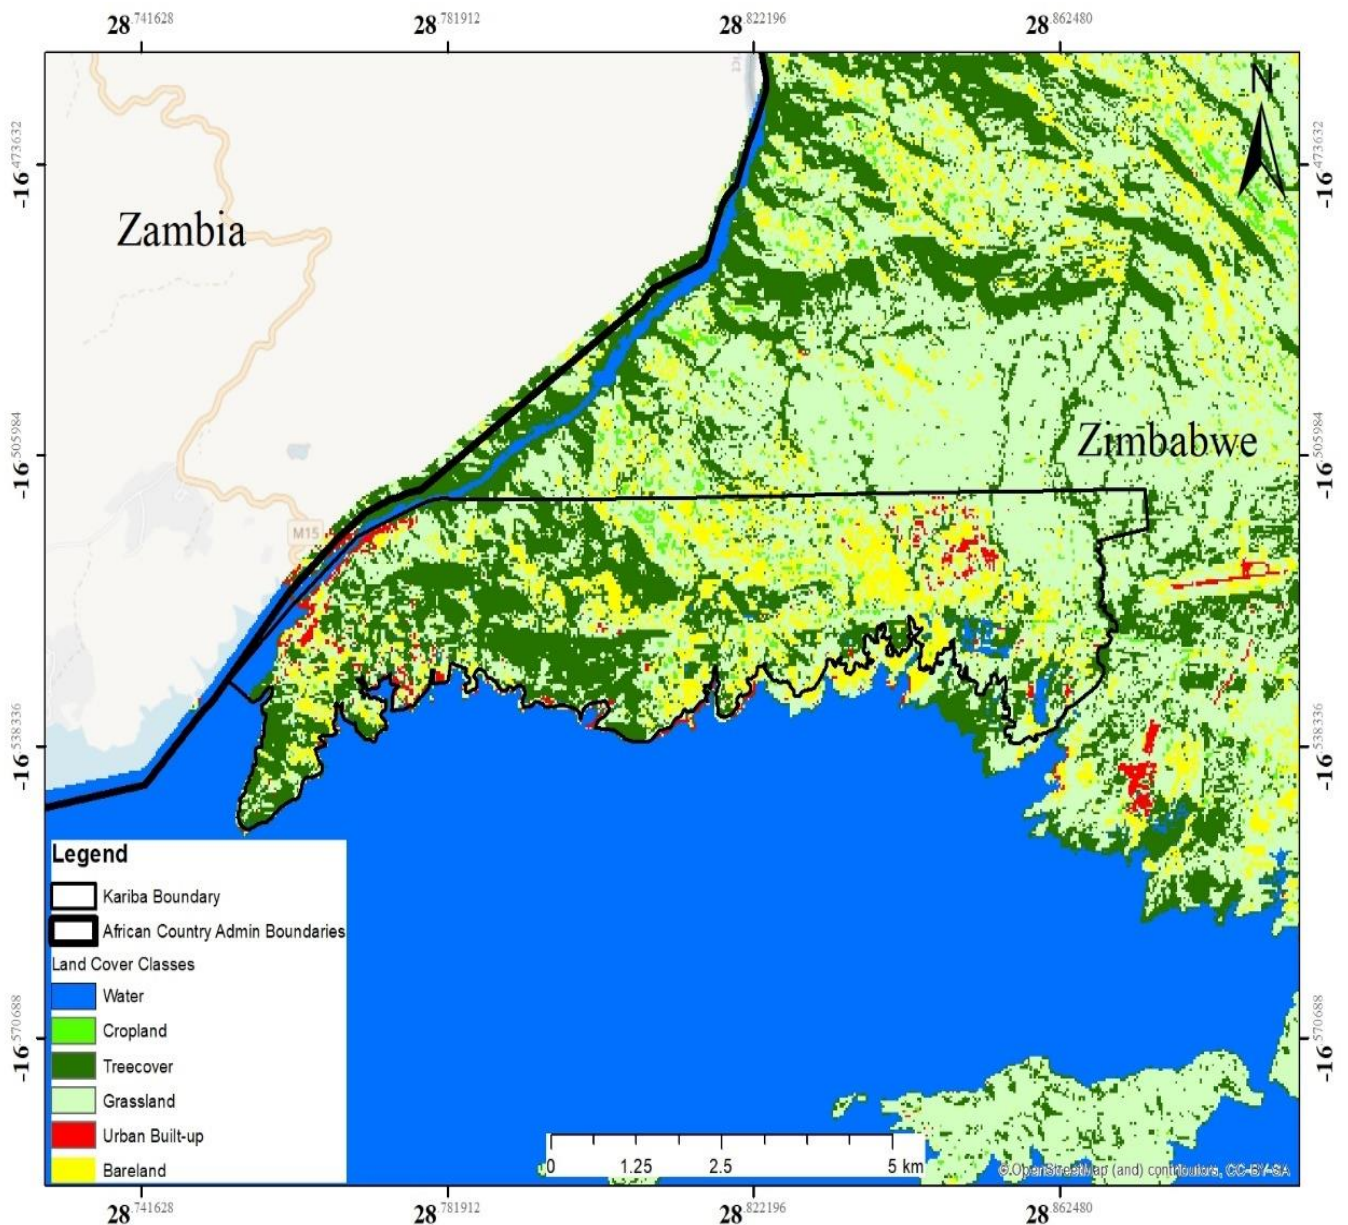 28.741628 28.781912 28.822196 28.862480
N
-16.473632 -16.473632
Zambia
Zimbabwe
-16.505984 -16.505984
M15
-16.538336 -16.538336
Legend
Kariba Boundary
African Country Admin Boundaries
Land Cover Classes
Water
Cropland
Treecover
Grassland
Urban Built-up
Bareland
-16.570688 -16.570688
0 1.25 2.5 5 km
©OpenStreetMap (and) contributors, CC-BY-SA
28.741628 28.781912 28.822196 28.862480